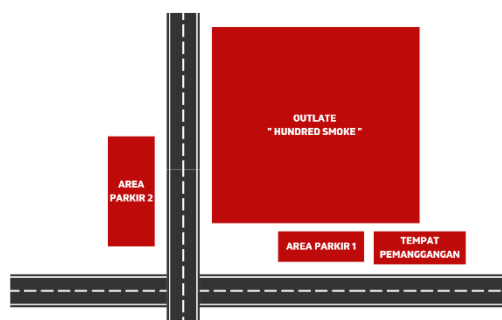 OUTLATE
" HUNDRED SMOKE "
AREA
PARKIR 2
AREA PARKIR 1
TEMPAT
PEMANGGANGAN